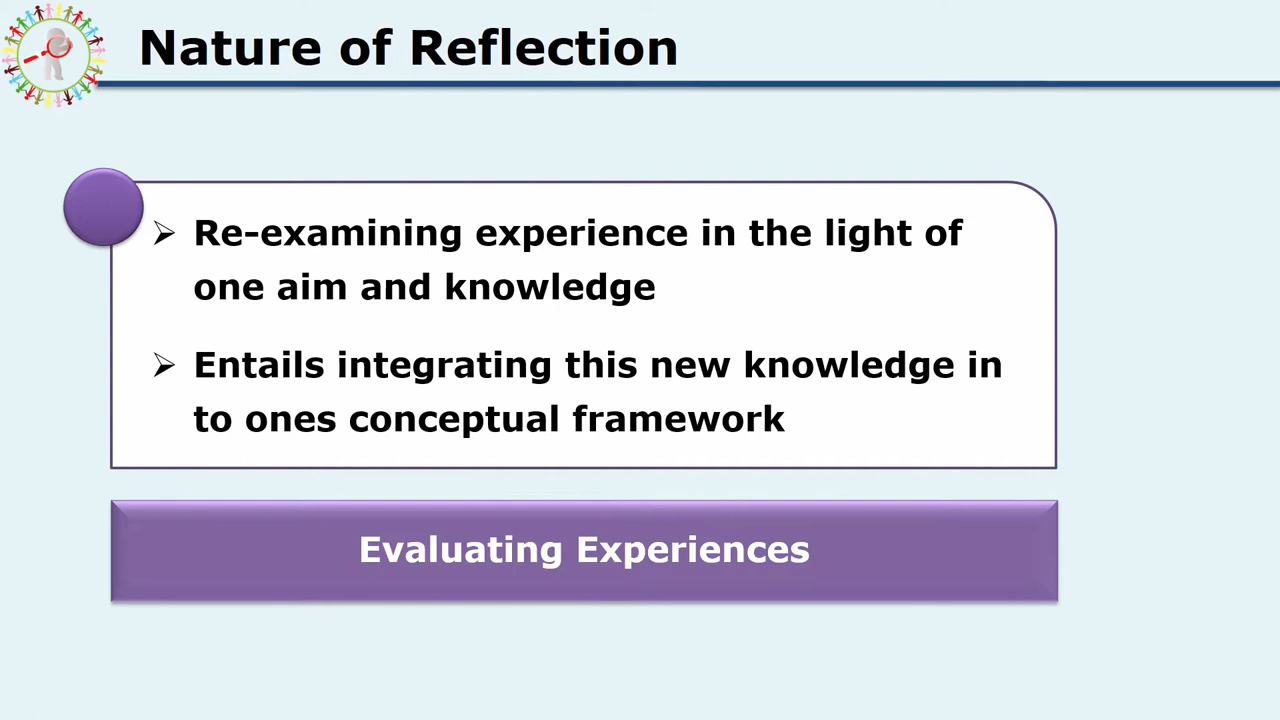 Nature of Reflection
Re-examining experience in the light of
one aim and knowledge
Entails integrating this new knowledge in
to ones conceptual framework
Evaluating Experiences